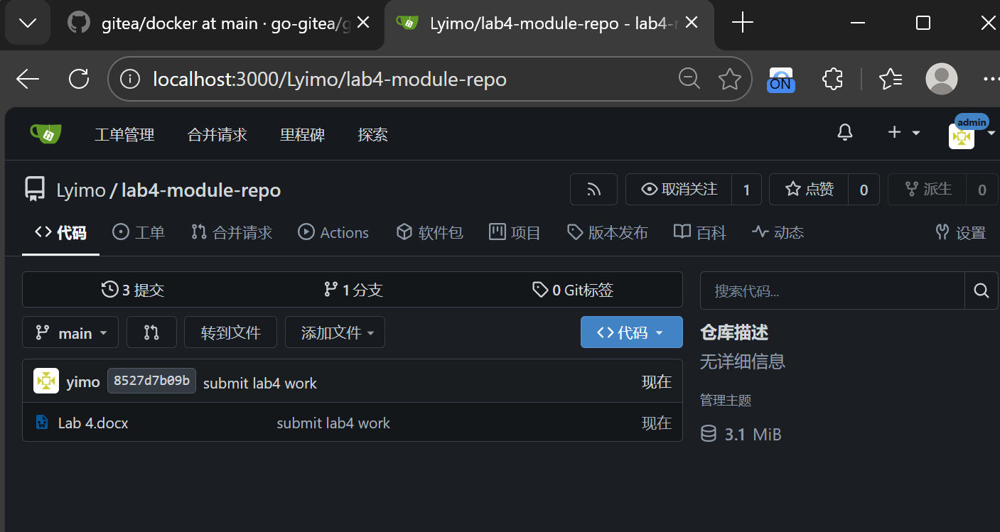 gitea/docker at main · go-gitea/g
Lyimo/lab4-module-repo - lab4-r
localhost:3000/Lyimo/lab4-module-repo
ON
工单管理 合并请求 里程碑 探索
admin
Lyimo / lab4-module-repo
取消关注 1 点赞 0 派生 0
代码 工单 合并请求 Actions 软件包 项目 版本发布 百科 动态 设置
3 提交 1 分支 0 Git标签
搜索代码...
main 转到文件 添加文件 代码
仓库描述
无详细信息
yimo 8527d7b09b submit lab4 work 现在
管理主题
Lab 4.docx submit lab4 work 现在
3.1 MiB